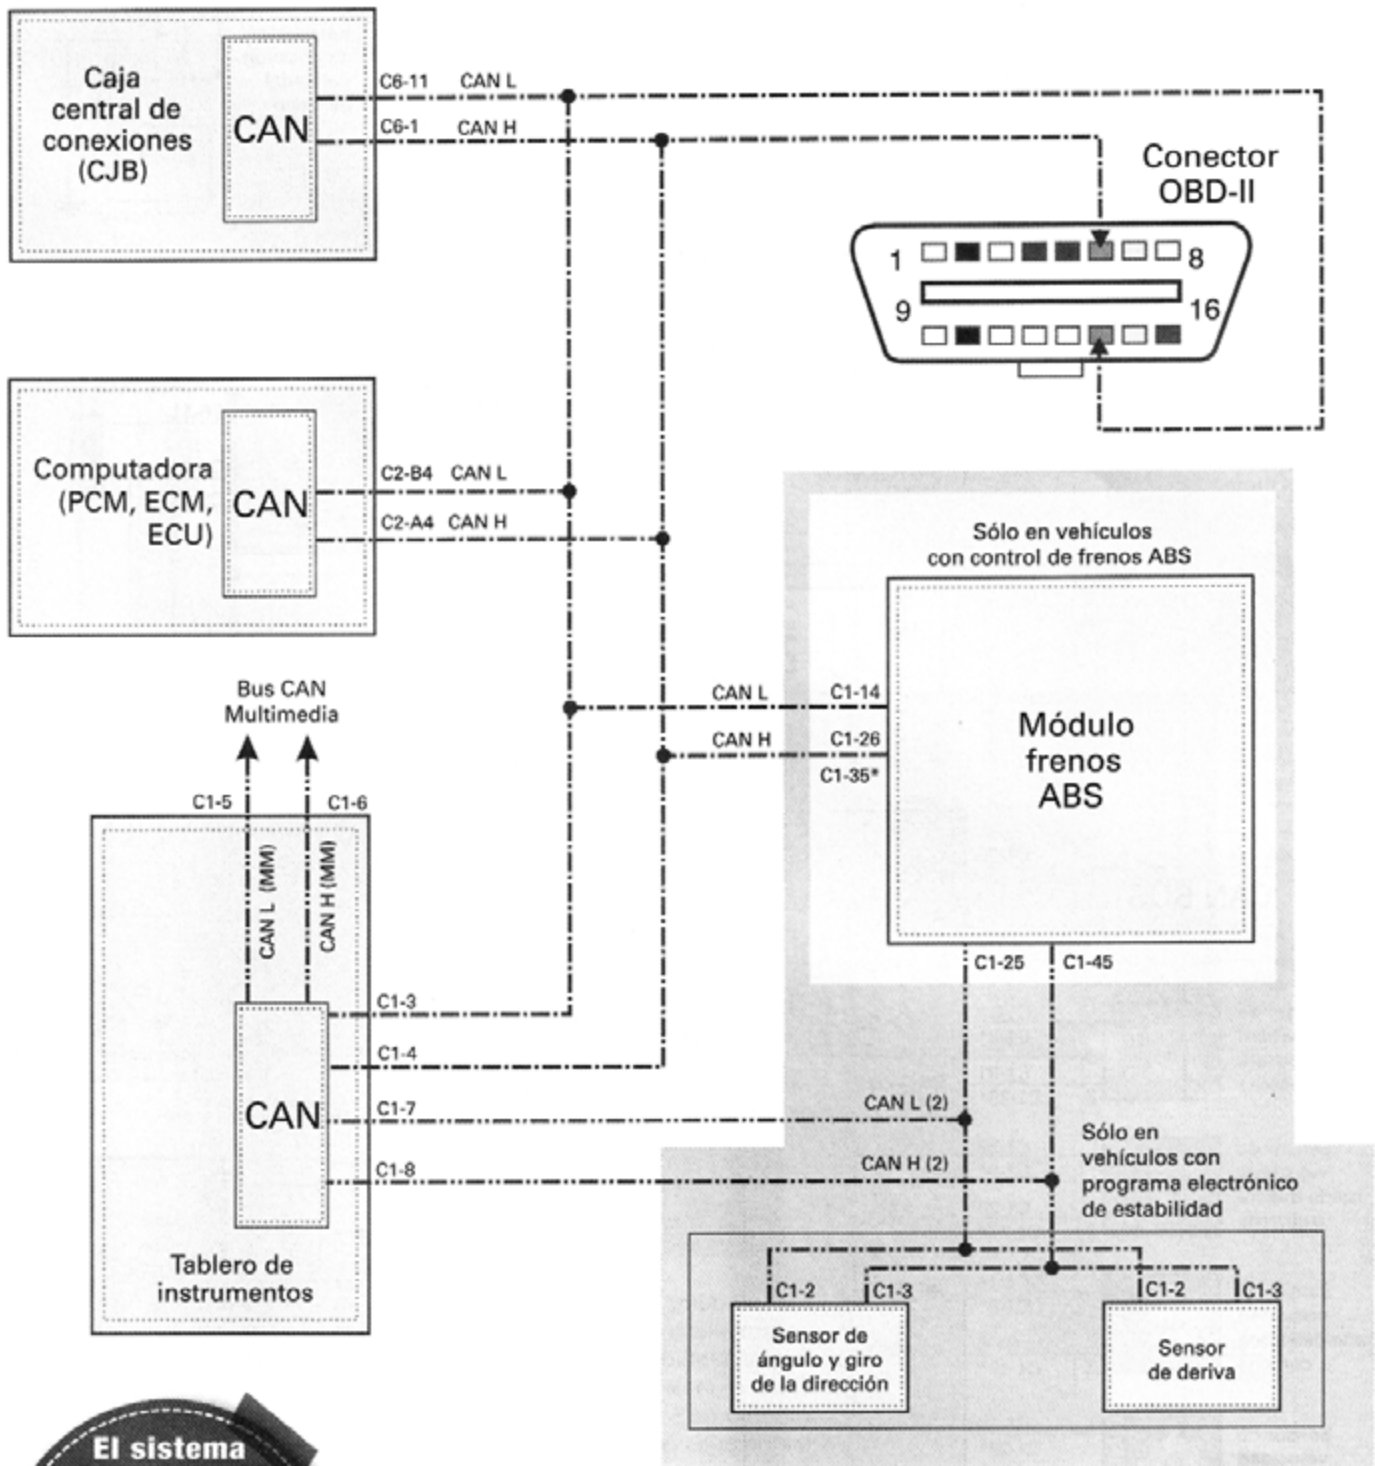 Caja
central de
conexiones
(CJB)
CAN
C6-11 CAN L
C6-1 CAN H
Conector
OBD-II
1 8
9 16
Computadora
(PCM, ECM,
ECU)
CAN
C2-B4 CAN L
C2-A4 CAN H
Sólo en vehículos
con control de frenos ABS
Bus CAN
Multimedia
CAN L C1-14
CAN H C1-26
C1-35*
Módulo
frenos
ABS
C1-5 C1-6
CAN L (MM)
CAN H (MM)
C1-25 C1-45
C1-3
C1-4
CAN
C1-7
CAN L (2)
C1-8
CAN H (2)
Sólo en
vehículos con
programa electrónico
de estabilidad
Tablero de
instrumentos
C1-2 C1-3
C1-2 C1-3
Sensor de
ángulo y giro
de la dirección
Sensor
de deriva
El sistema